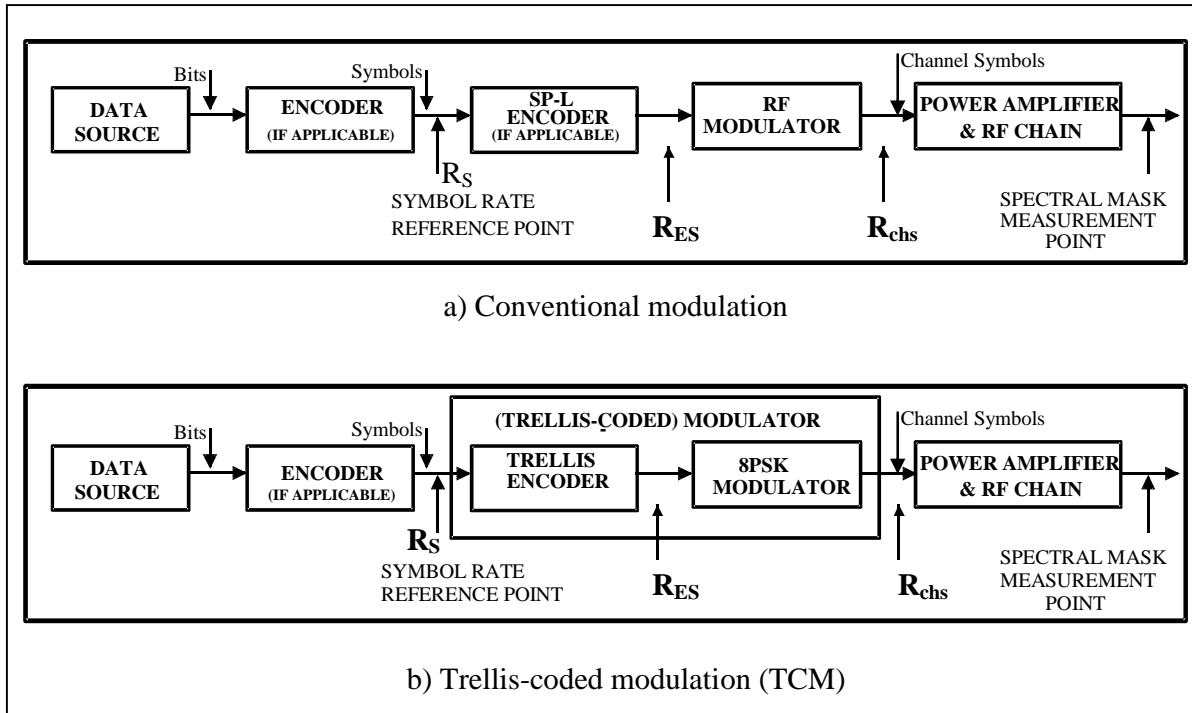 Bits
Symbols
Channel Symbols
DATA
SOURCE
ENCODER
(IF APPLICABLE)
SP-L
ENCODER
(IF APPLICABLE)
RF
MODULATOR
POWER AMPLIFIER
& RF CHAIN
RS
SYMBOL RATE
REFERENCE POINT
RES
Rchs
SPECTRAL MASK
MEASUREMENT
POINT
a) Conventional modulation
(TRELLIS-CODED) MODULATOR
Bits
Symbols
Channel Symbols
DATA
SOURCE
ENCODER
(IF APPLICABLE)
TRELLIS
ENCODER
8PSK
MODULATOR
POWER AMPLIFIER
& RF CHAIN
RS
SYMBOL RATE
REFERENCE POINT
RES
Rchs
SPECTRAL MASK
MEASUREMENT
POINT
b) Trellis-coded modulation (TCM)